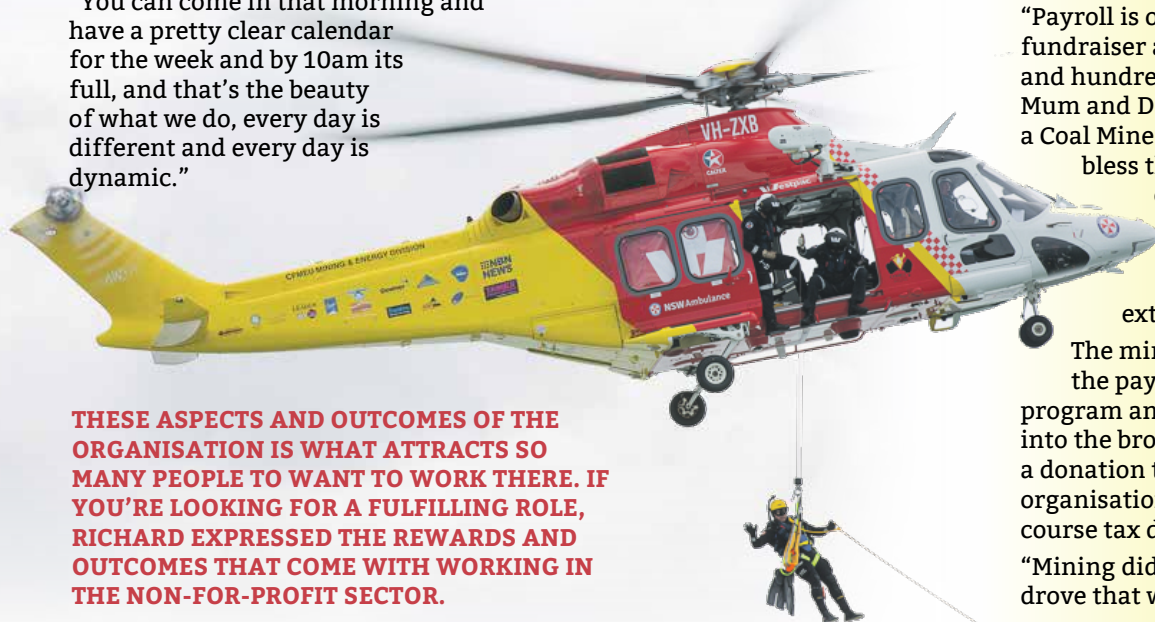 "You can come in that morning and
have a pretty clear calendar
for the week and by 10am its
full, and that's the beauty
of what we do, every day is
different and every day is
dynamic."
VH-ZXB
CALTEX
Westpac
CFMEU MINING & ENERGY DIVISION
NBN
NEWS
NSW Ambulance
THESE ASPECTS AND OUTCOMES OF THE
ORGANISATION IS WHAT ATTRACTS SO
MANY PEOPLE TO WANT TO WORK THERE. IF
YOU'RE LOOKING FOR A FULFILLING ROLE,
RICHARD EXPRESSED THE REWARDS AND
OUTCOMES THAT COME WITH WORKING IN
THE NON-FOR-PROFIT SECTOR.
"Payroll is o
fundraiser a
and hundre
Mum and D
a Coal Mine
bless th
ext
The min
the pay
program an
into the bro
a donation t
organisatio
course tax d
"Mining did
drove that w